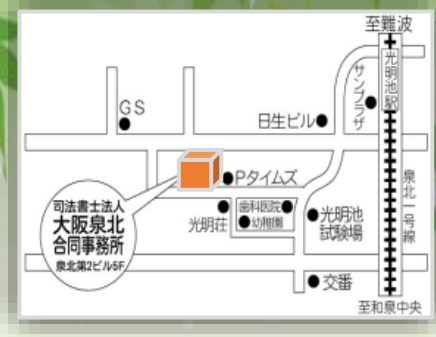 至難波
光明池駅
サンプラザ
GS
日生ビル
Pタイムズ
司法書士法人
大阪泉北
合同事務所
泉北第2ビル5F
光明荘
歯科医院
幼稚園
光明池
試験場
泉北一号線
交番
至和泉中央